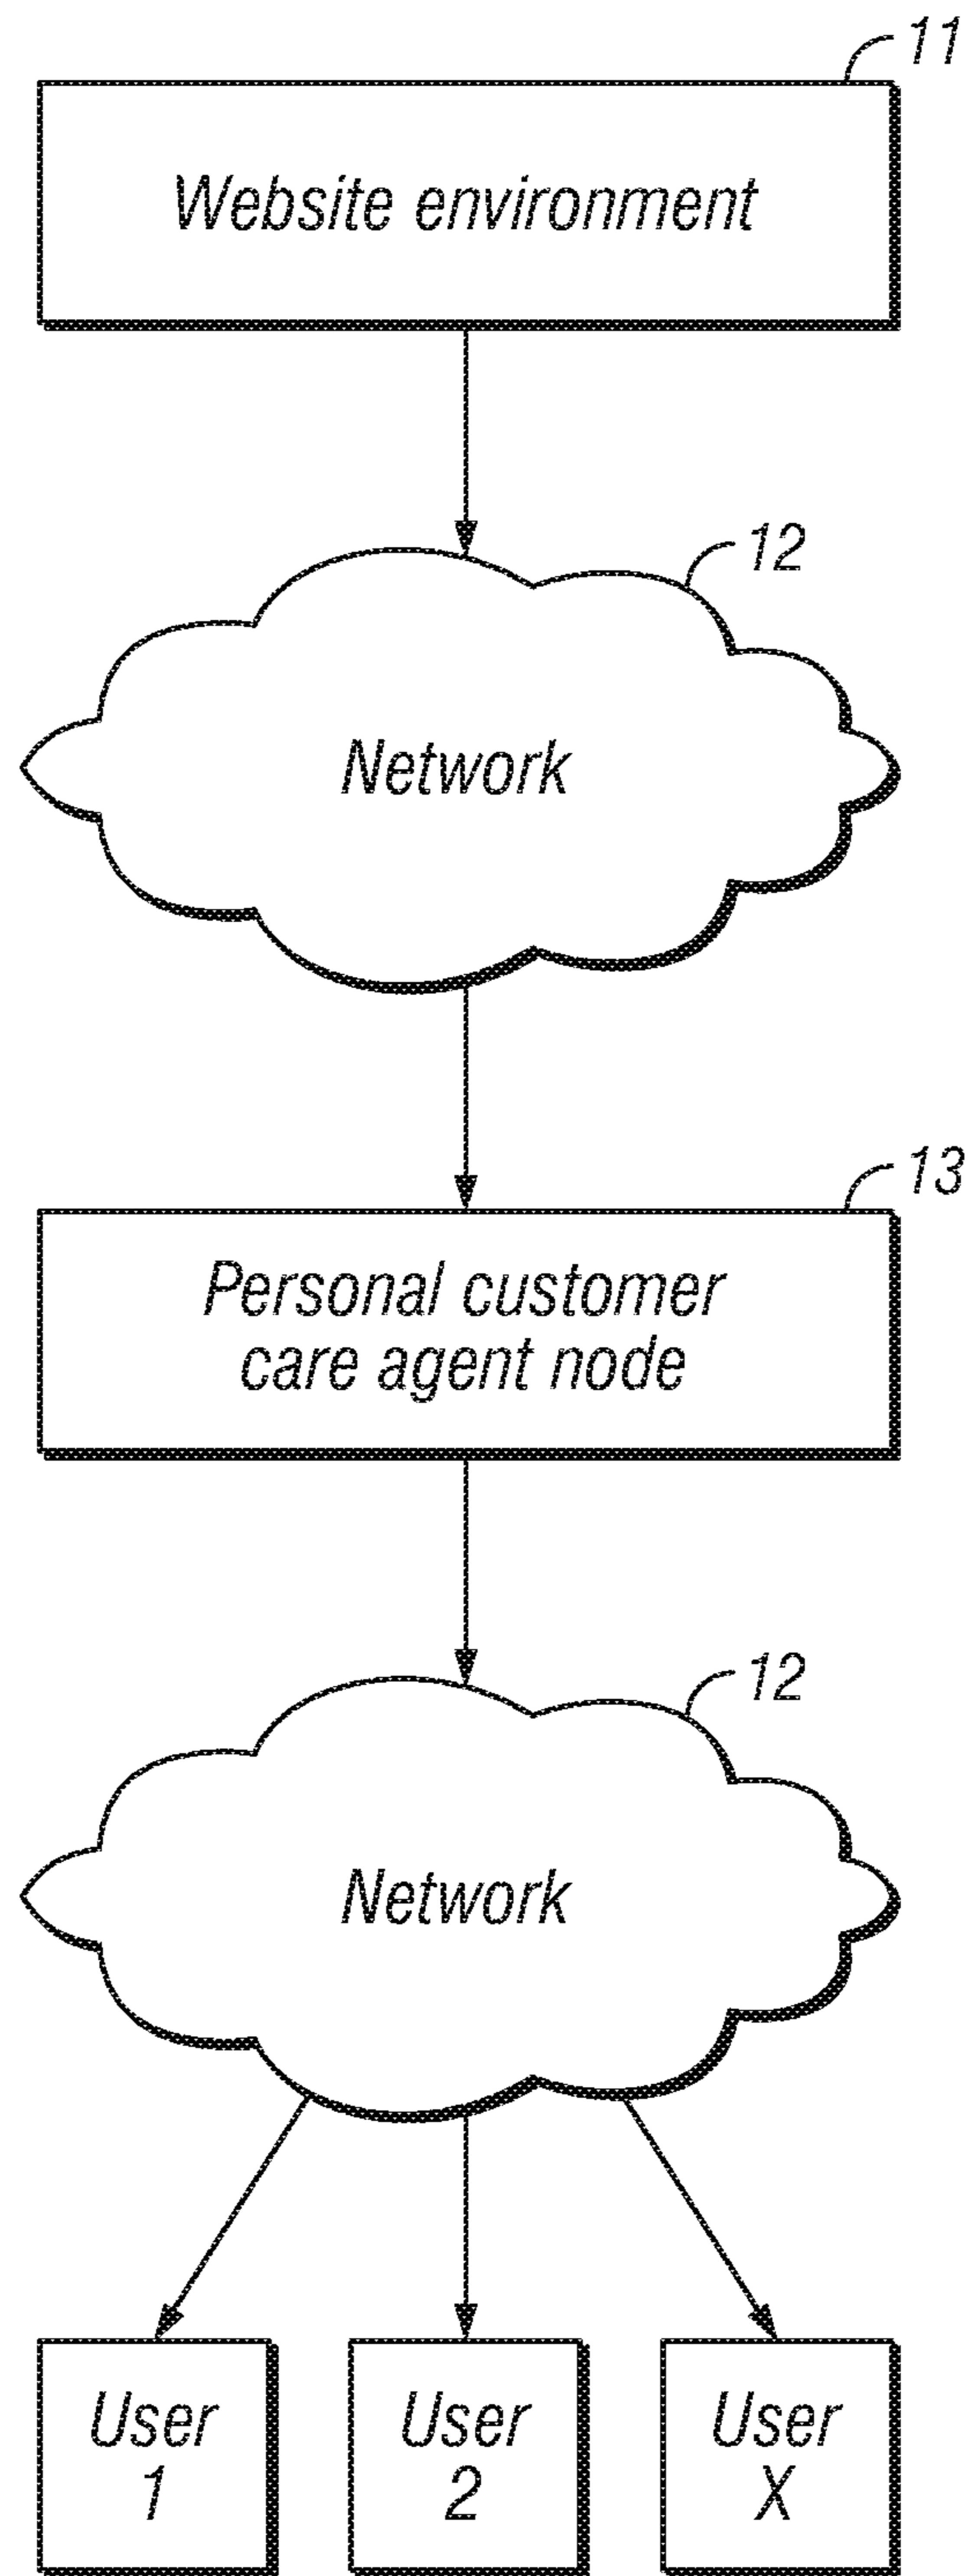 11
Website environment
12
Network
13
Personal customer
care agent node
12
Network
User
1
User
2
User
X